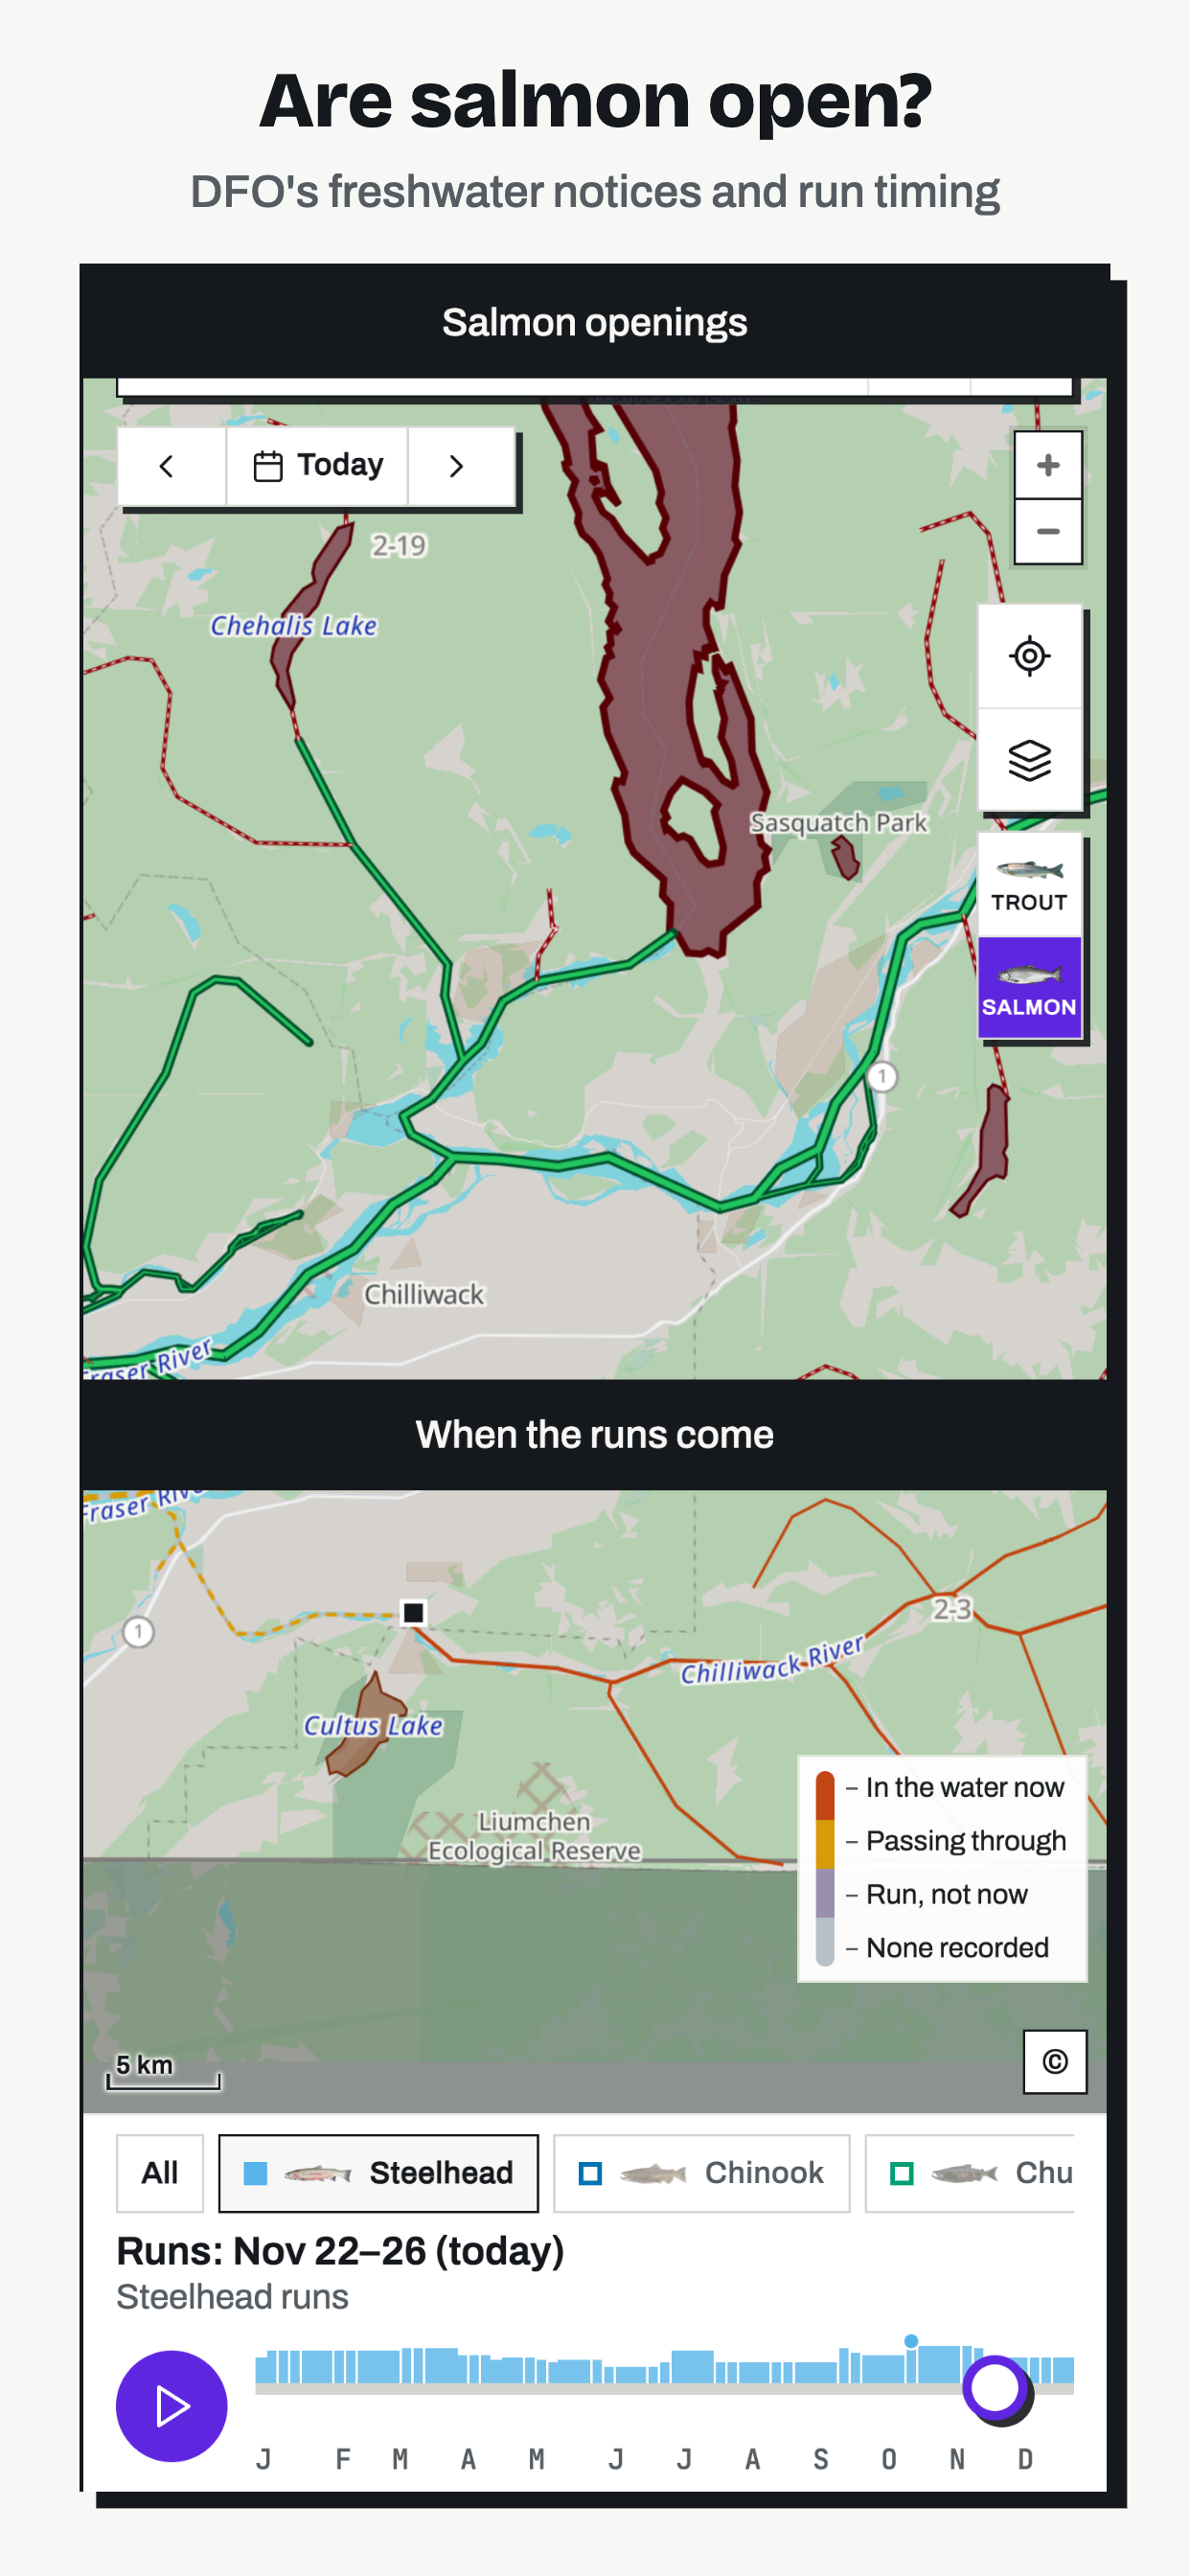 Are salmon open?
DFO's freshwater notices and run timing
Salmon openings
Today
2-19
Chehalis Lake
Sasquatch Park
TROUT
SALMON
1
Chilliwack
Fraser River
When the runs come
Fraser River
1
2-3
Chilliwack River
Cultus Lake
In the water now
Passing through
Run, not now
None recorded
Liumchen
Ecological Reserve
5 km
©
All
Steelhead
Chinook
Chu
Runs: Nov 22–26 (today)
Steelhead runs
J F M A M J J A S O N D